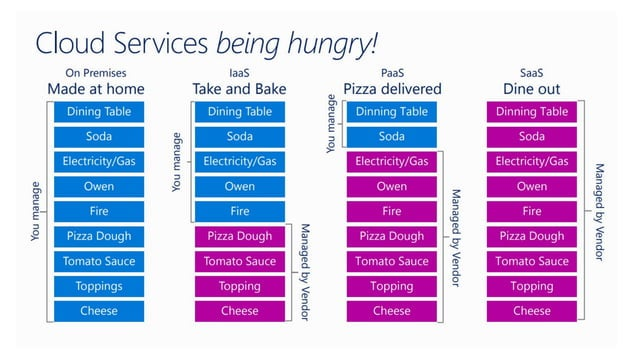 Cloud Services being hungry!
On Premises
Made at home
You manage
Dining Table
Soda
Electricity/Gas
Owen
Fire
Pizza Dough
Tomato Sauce
Toppings
Cheese
IaaS
Take and Bake
You manage
Dining Table
Soda
Electricity/Gas
Owen
Fire
Pizza Dough
Tomato Sauce
Topping
Cheese
Managed by Vendor
PaaS
Pizza delivered
You manage
Dinning Table
Soda
Electricity/Gas
Owen
Fire
Pizza Dough
Tomato Sauce
Topping
Cheese
Managed by Vendor
SaaS
Dine out
Dinning Table
Soda
Electricity/Gas
Owen
Fire
Pizza Dough
Tomato Sauce
Topping
Cheese
Managed by Vendor